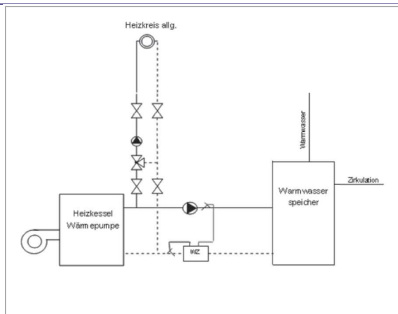 Heizkreis allg.
Warmwasser
Zirkulation
Warmwasser
speicher
Heizkessel
Wärmepumpe
WZ